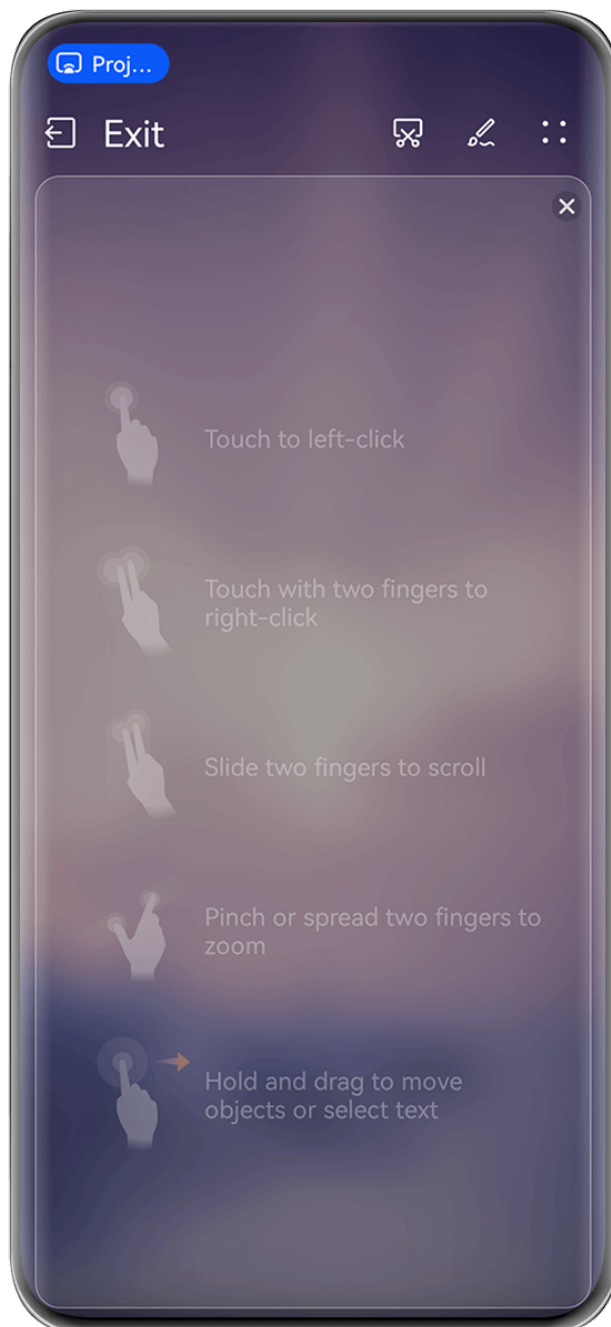 Proj...
Exit
Touch to left-click
Touch with two fingers to
right-click
Slide two fingers to scroll
Pinch or spread two fingers to
zoom
Hold and drag to move
objects or select text